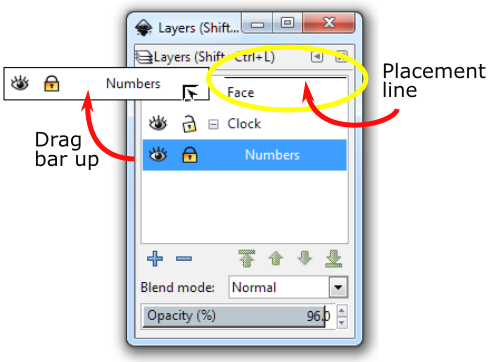 Layers (Shift...
Layers (Shift Ctrl+L)
Numbers
Placement
line
Face
Clock
Drag
bar up
Numbers
Blend mode: Normal
Opacity (%) 96,0